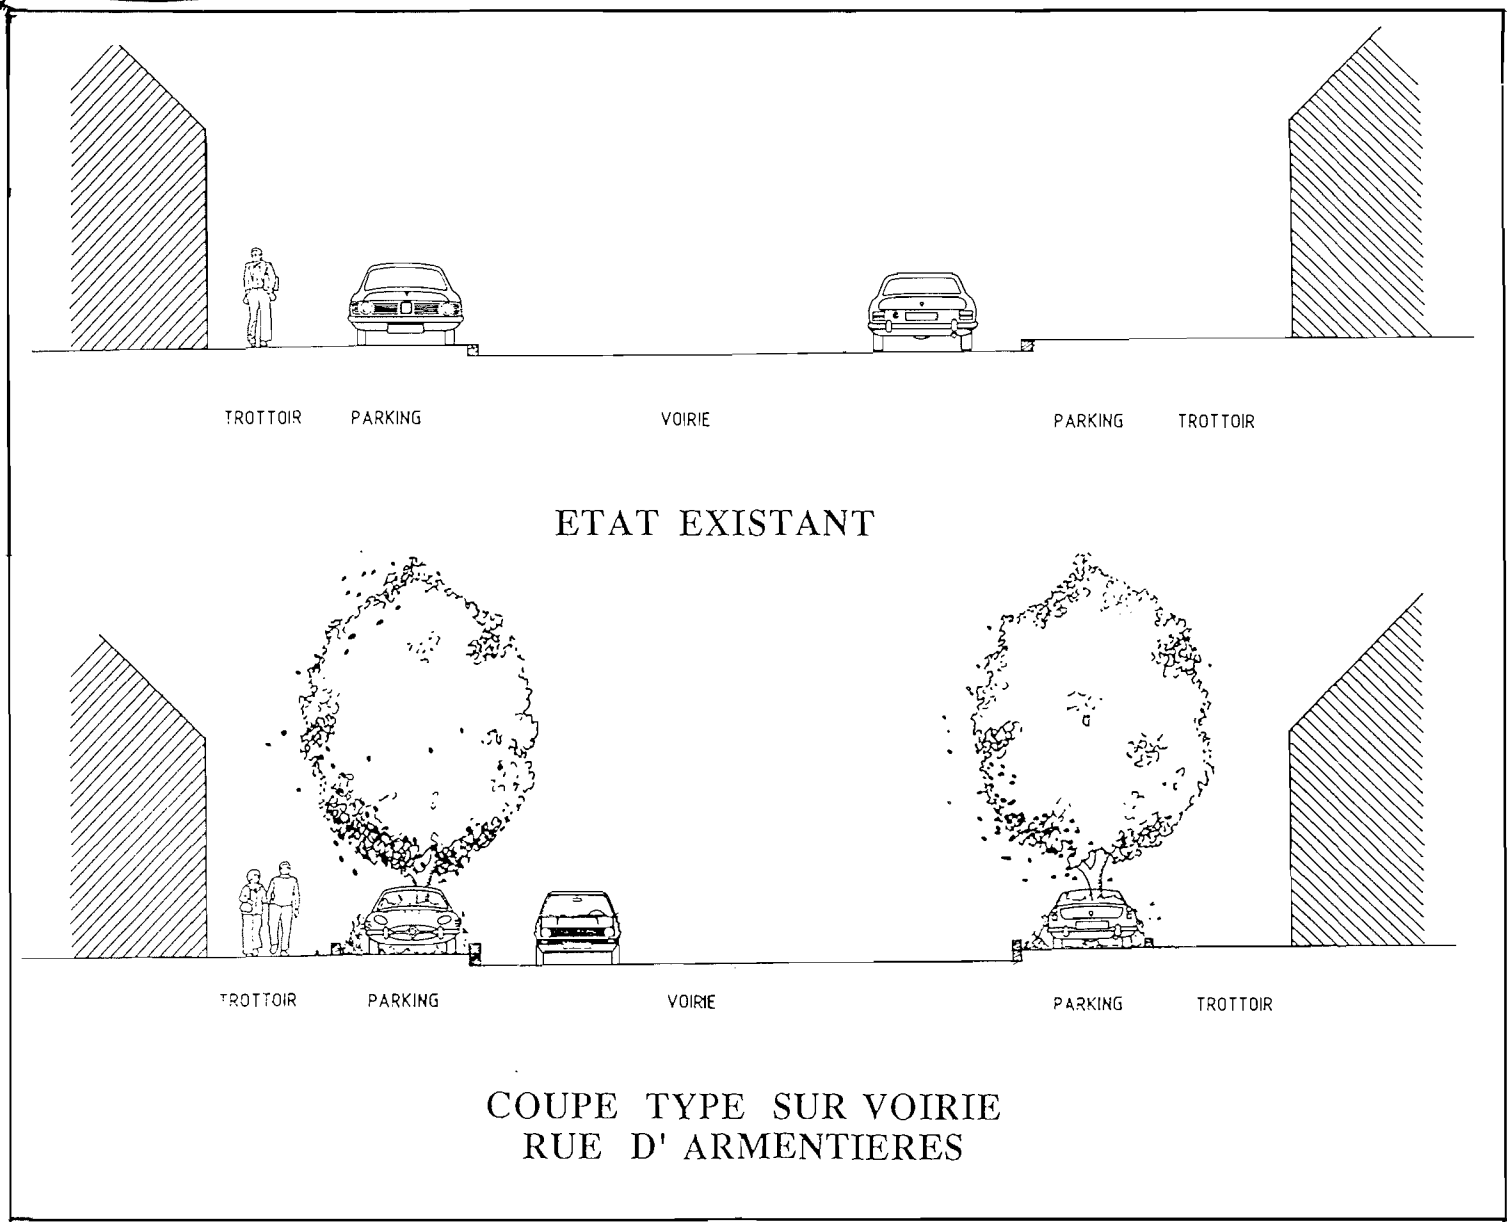 TROTTOIR PARKING VOIRIE PARKING TROTTOIR
ETAT EXISTANT
TROTTOIR PARKING VOIRIE PARKING TROTTOIR
COUPE TYPE SUR VOIRIE
RUE D' ARMENTIERES